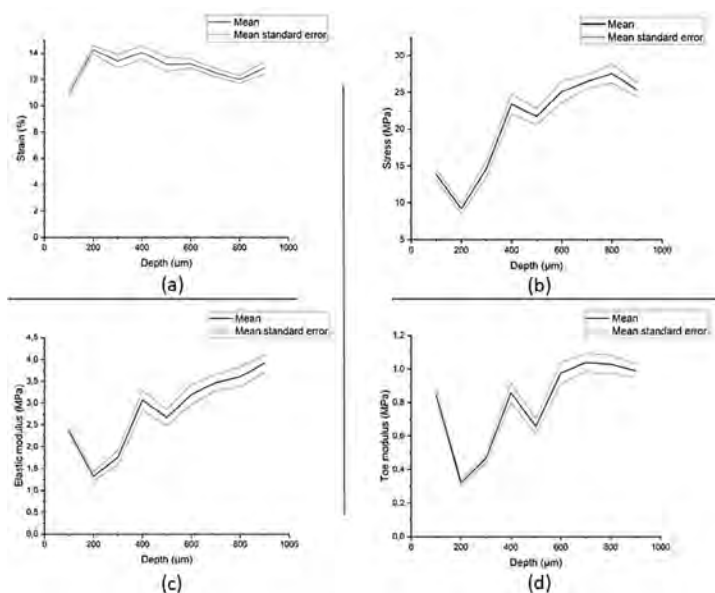 Mean
Mean standard error
14
12
10
8
6
4
2
0
Strain (%)
0
200
400
600
800
1000
Depth (µm)
(a)
Mean
Mean standard error
30
25
20
15
10
5
Stress (MPa)
0
200
400
600
800
1000
Depth (µm)
(b)
Mean
Mean standard error
4,5
4,0
3,5
3,0
2,5
2,0
1,5
1,0
0,5
0,0
Elastic modulus (MPa)
0
200
400
600
800
1000
Depth (µm)
(c)
Mean
Mean standard error
1,2
1,0
0,8
0,6
0,4
0,2
0,0
Toe modulus (MPa)
0
200
400
600
800
1000
Depth (µm)
(d)